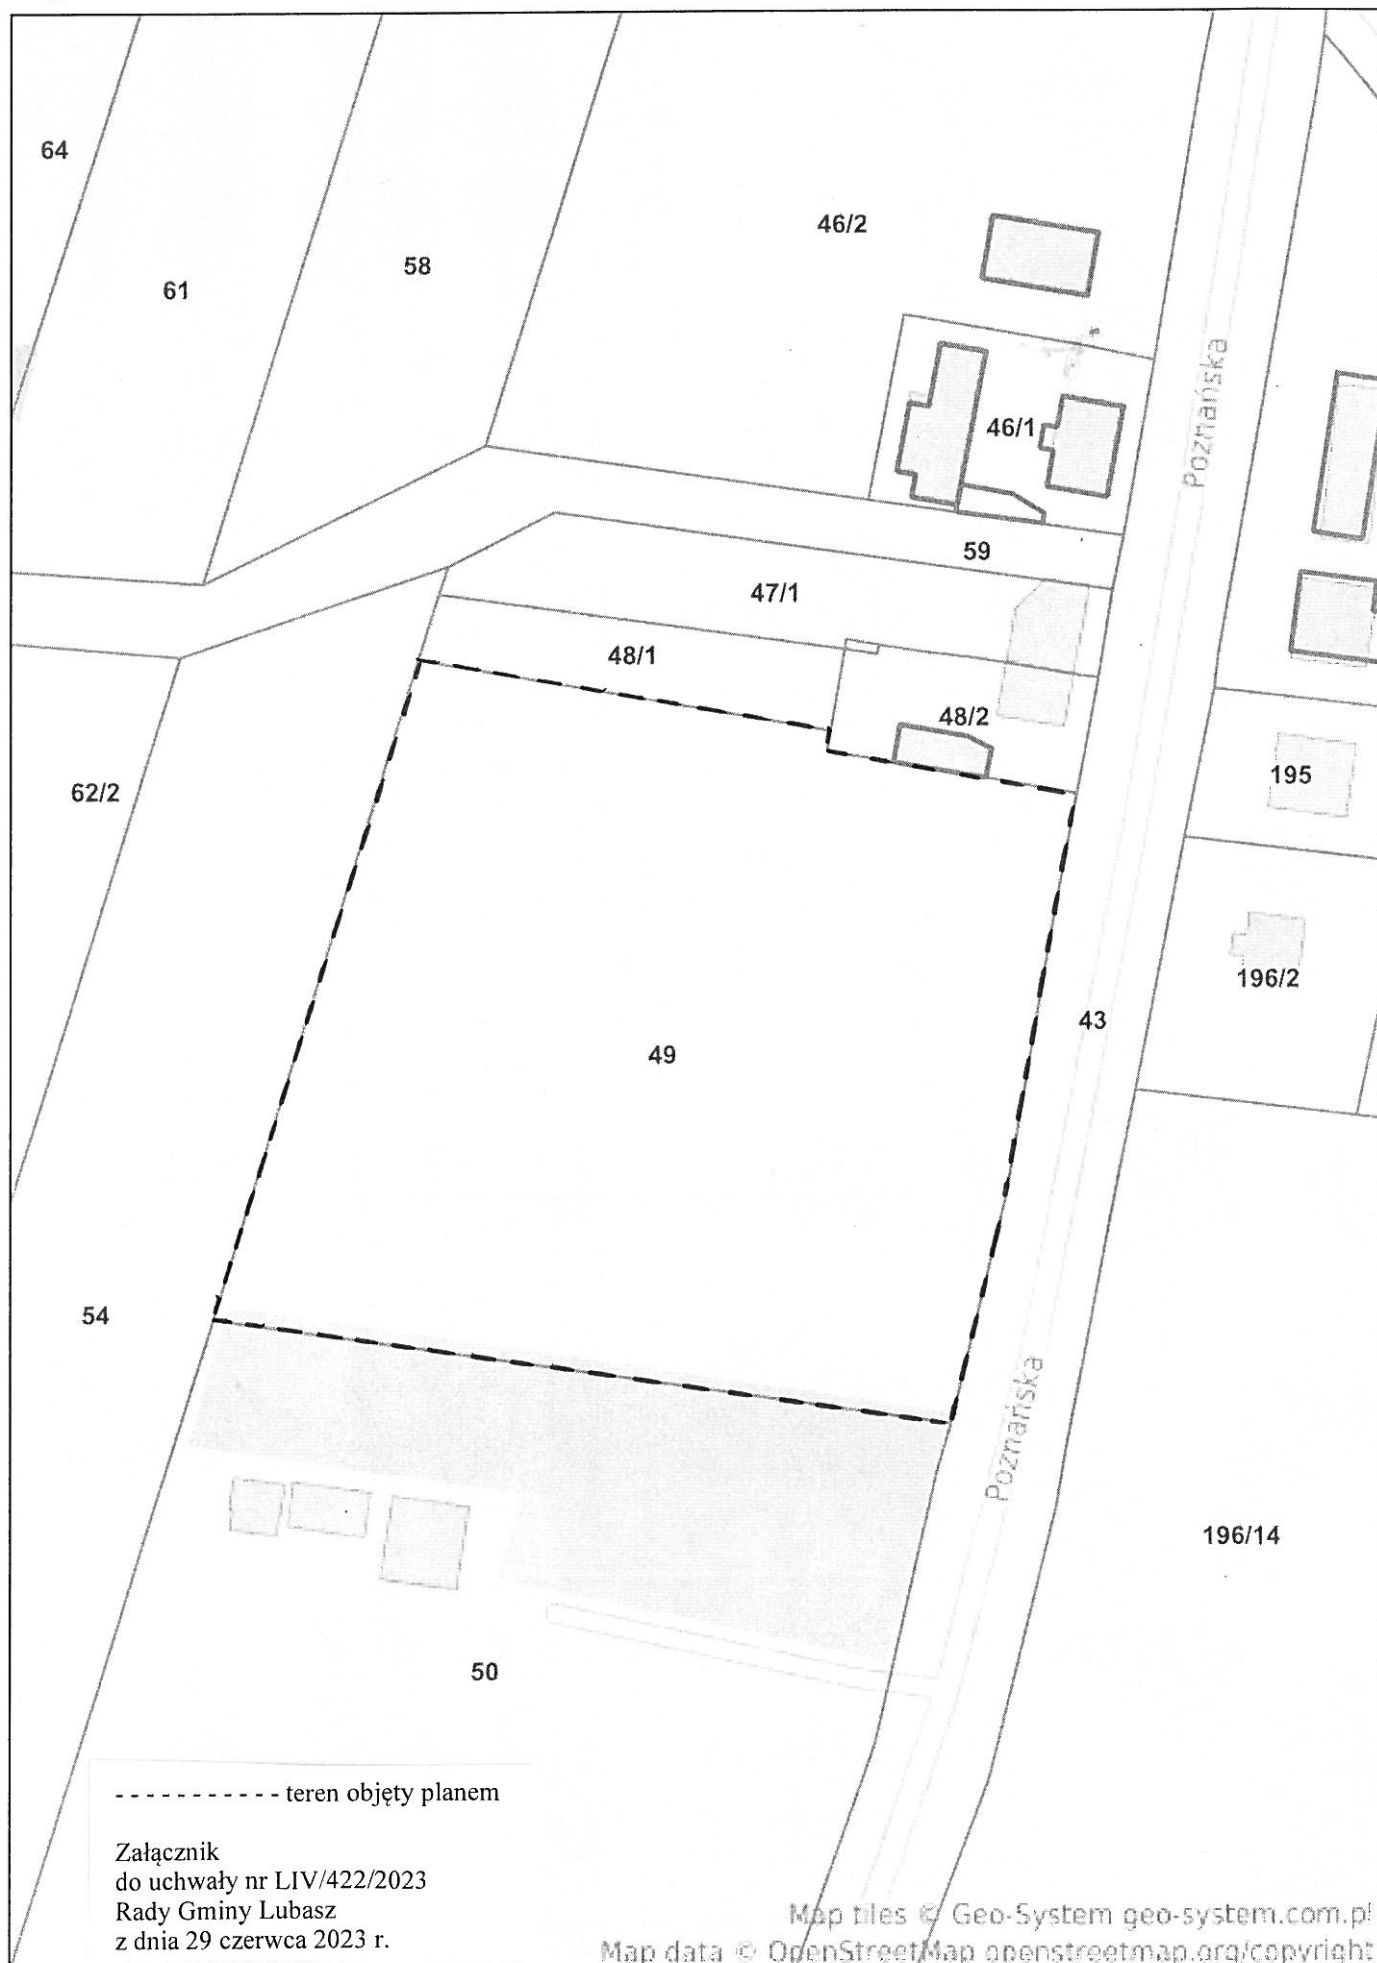 64
46/2
58
61
Poznańska
46/1
59
47/1
48/1
48/2
195
62/2
196/2
43
49
54
Poznańska
196/14
50
- - - - - - - - - - - - teren objęty planem
Załącznik
do uchwały nr LIV/422/2023
Rady Gminy Lubasz
z dnia 29 czerwca 2023 r.
Map tiles © Geo-System geo-system.com.pl
Map data © OpenStreetMap openstreetmap.org/copyright